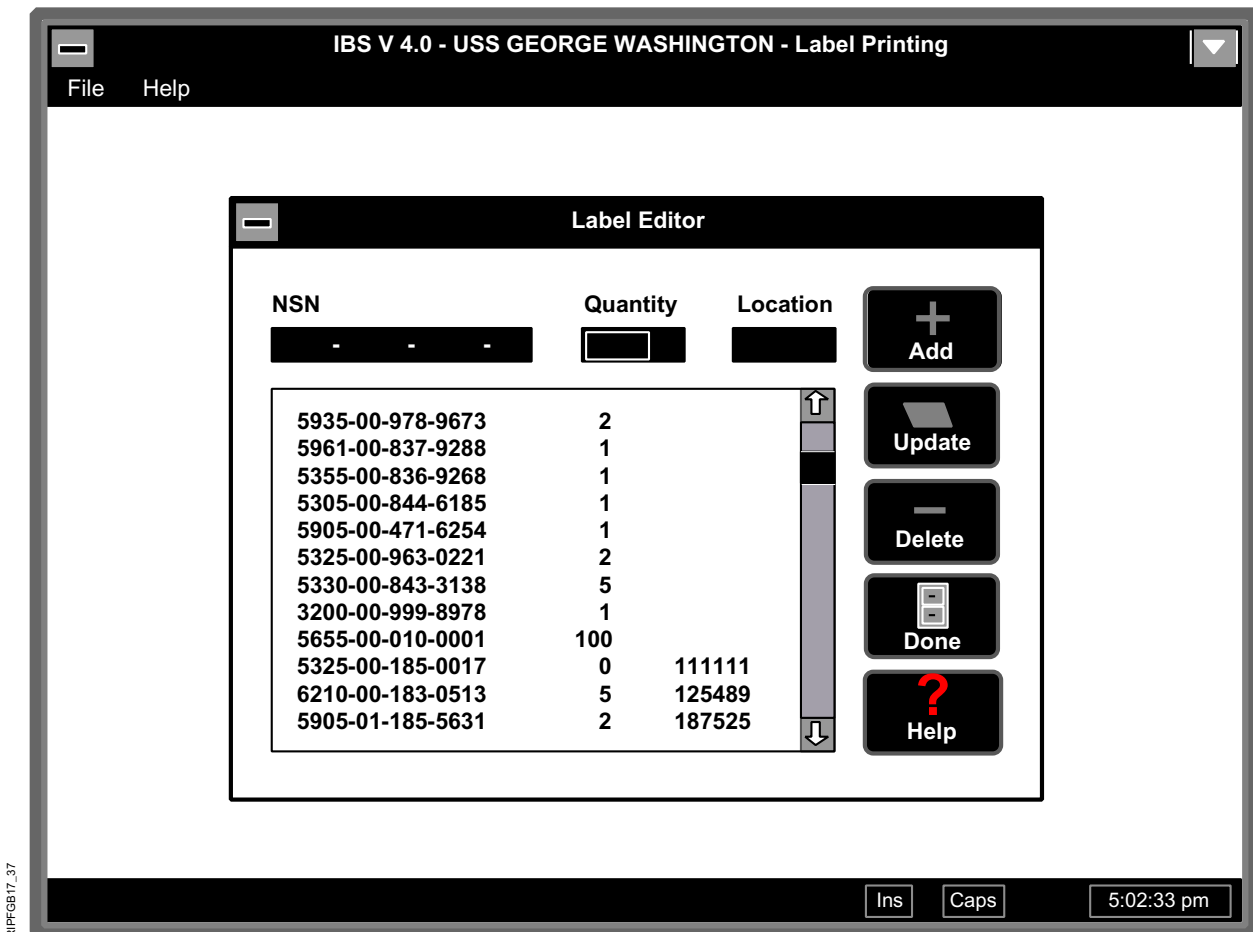 IBS V 4.0 - USS GEORGE WASHINGTON - Label Printing
File Help
Label Editor
NSN Quantity Location
- - -
Add
5935-00-978-9673 2
5961-00-837-9288 1
5355-00-836-9268 1
5305-00-844-6185 1
5905-00-471-6254 1
5325-00-963-0221 2
5330-00-843-3138 5
3200-00-999-8978 1
5655-00-010-0001 100
5325-00-185-0017 0 111111
6210-00-183-0513 5 125489
5905-01-185-5631 2 187525
Update
Delete
Done
?
Help
Ins Caps 5:02:33 pm